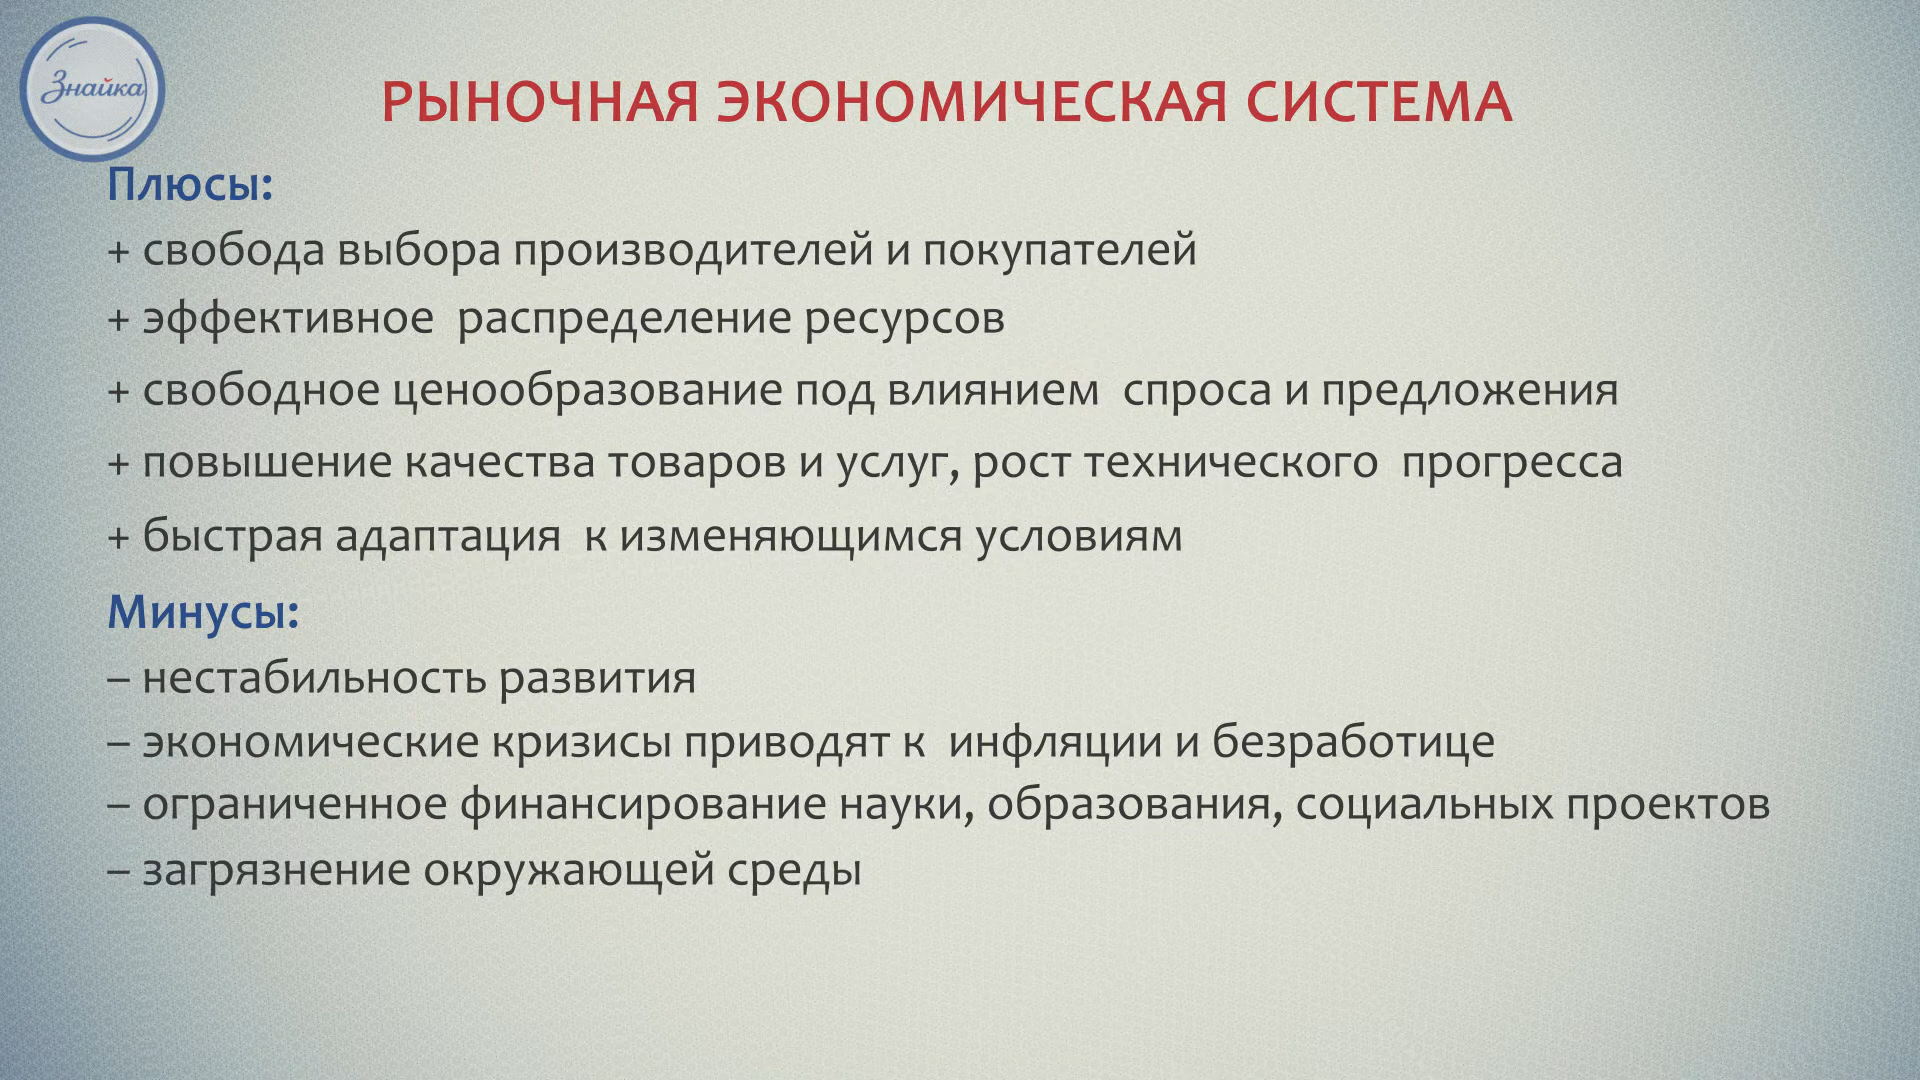 Знайка
РЫНОЧНАЯ ЭКОНОМИЧЕСКАЯ СИСТЕМА
Плюсы:
+ свобода выбора производителей и покупателей
+ эффективное распределение ресурсов
+ свободное ценообразование под влиянием спроса и предложения
+ повышение качества товаров и услуг, рост технического прогресса
+ быстрая адаптация к изменяющимся условиям
Минусы:
– нестабильность развития
– экономические кризисы приводят к инфляции и безработице
– ограниченное финансирование науки, образования, социальных проектов
– загрязнение окружающей среды